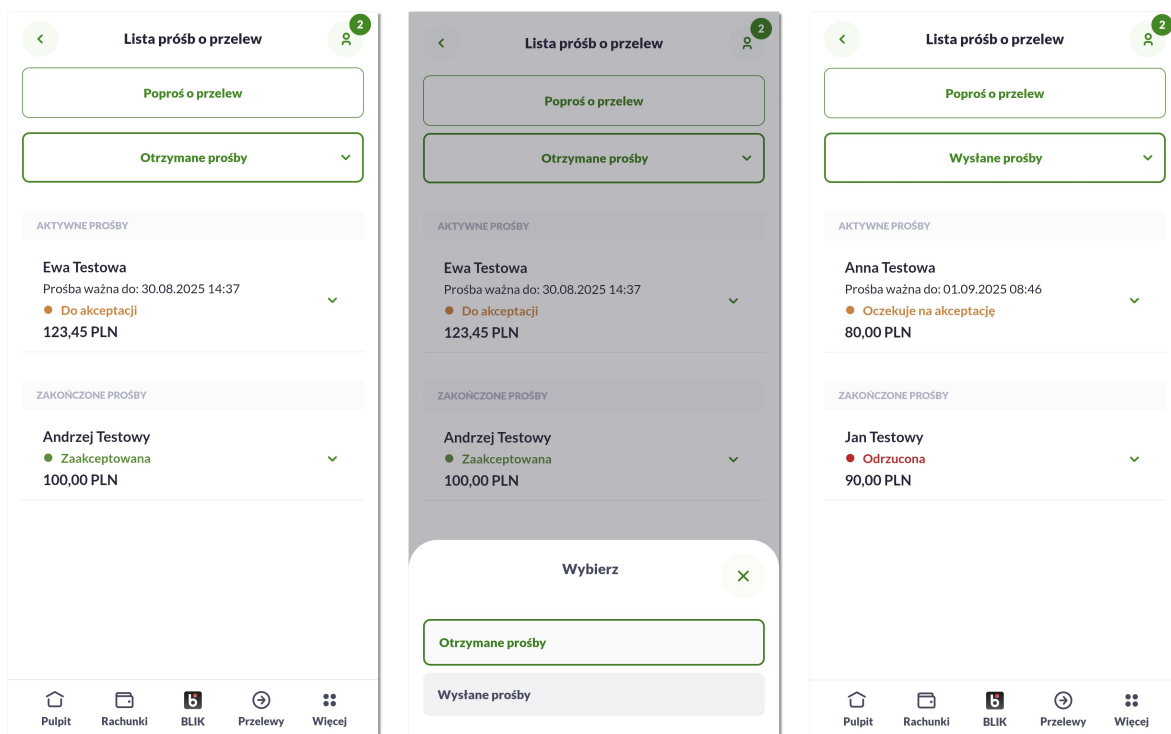 2
Lista próśb o przelew
Poproś o przelew
Otrzymane prośby
AKTYWNE PROŚBY
Ewa Testowa
Prośba ważna do: 30.08.2025 14:37
Do akceptacji
123,45 PLN
ZAKOŃCZONE PROŚBY
Andrzej Testowy
Zaakceptowana
100,00 PLN
Pulpit Rachunki BLIK Przelewy Więcej
2
Lista próśb o przelew
Poproś o przelew
Otrzymane prośby
AKTYWNE PROŚBY
Ewa Testowa
Prośba ważna do: 30.08.2025 14:37
Do akceptacji
123,45 PLN
ZAKOŃCZONE PROŚBY
Andrzej Testowy
Zaakceptowana
100,00 PLN
Wybierz
Otrzymane prośby
Wysłane prośby
2
Lista próśb o przelew
Poproś o przelew
Wysłane prośby
AKTYWNE PROŚBY
Anna Testowa
Prośba ważna do: 01.09.2025 08:46
Oczekuje na akceptację
80,00 PLN
ZAKOŃCZONE PROŚBY
Jan Testowy
Odrzucona
90,00 PLN
Pulpit Rachunki BLIK Przelewy Więcej